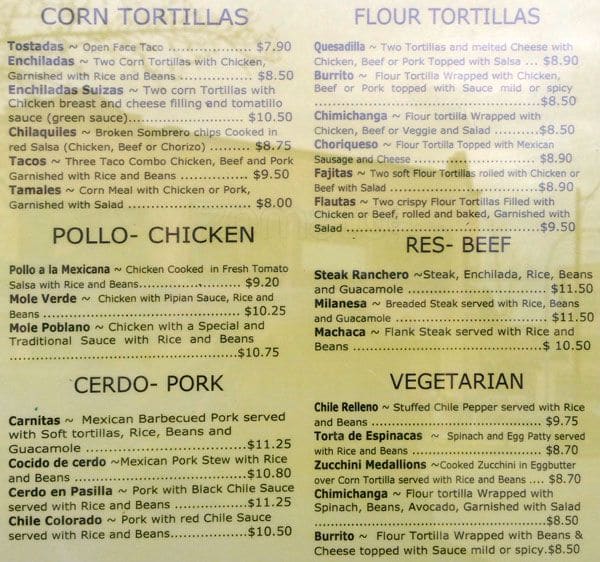 CORN TORTILLAS
Tostadas ~ Open Face Taco ..................... $7.90
Enchiladas ~ Two Corn Tortillas with Chicken,
Garnished with Rice and Beans ...................$8.50
Enchiladas Suizas ~ Two corn Tortillas with
Chicken breast and cheese filling end tomatillo
sauce (green sauce)............................$10.50
Chilaquiles ~ Broken Sombrero chips Cooked in
red Salsa (Chicken, Beef or Chorizo) ........$8.75
Tacos ~ Three Taco Combo Chicken, Beef and Pork
Garnished with Rice and Beans ................ $9.50
Tamales ~ Corn Meal with Chicken or Pork,
Garnished with Salad .............................$8.00
POLLO- CHICKEN
Pollo a la Mexicana ~ Chicken Cooked in Fresh Tomato
Salsa with Rice and Beans....................... $9.20
Mole Verde ~ Chicken with Pipian Sauce, Rice and
Beans ........................................... $10.25
Mole Poblano ~ Chicken with a Special and
Traditional Sauce with Rice and Beans
................................................$10.75
CERDO- PORK
Carnitas ~ Mexican Barbecued Pork served
with Soft tortillas, Rice, Beans and
Guacamole ...................................$11.25
Cocido de cerdo ~Mexican Pork Stew with Rice
and Beans ....................................$10.80
Cerdo en Pasilla ~ Pork with Black Chile Sauce
served with Rice and Beans..............$11.25
Chile Colorado ~ Pork with red Chile Sauce
served with Rice and Beans..............$10.50
FLOUR TORTILLAS
Quesadilla ~ Two Tortillas and melted Cheese with
Chicken, Beef or Pork Topped with Salsa ... $8.90
Burrito ~ Flour Tortilla Wrapped with Chicken,
Beef or Pork topped with Sauce mild or spicy
................................................$8.50
Chimichanga ~ Flour tortilla Wrapped with
Chicken, Beef or Veggie and Salad ..........$8.50
Choriqueso ~ Flour Tortilla Topped with Mexican
Sausage and Cheese ........................... $8.90
Fajitas ~ Two soft Flour Tortillas rolled with Chicken or
Beef with Salad ...............................$8.90
Flautas ~ Two crispy Flour Tortillas Filled with
Chicken or Beef, rolled and baked, Garnished with
Salad .......................................... $9.50
RES- BEEF
Steak Ranchero ~Steak, Enchilada, Rice, Beans
and Guacamole ............................... $11.50
Milanesa ~ Breaded Steak served with Rice, Beans
and Guacamole .................................$11.50
Machaca ~ Flank Steak served with Rice and
Beans ........................................$ 10.50
VEGETARIAN
Chile Relleno ~ Stuffed Chile Pepper served with Rice
and Beans ...................................... $9.75
Torta de Espinacas ~ Spinach and Egg Patty served
with Rice and Beans ........................... $8.70
Zucchini Medallions ~Cooked Zucchini in Eggbutter
over Corn Tortilla served with Rice and Beans .... $8.70
Chimichanga ~ Flour tortilla Wrapped with
Spinach, Beans, Avocado, Garnished with Salad
................................................$8.50
Burrito ~ Flour Tortilla Wrapped with Beans &
Cheese topped with Sauce mild or spicy.$8.50